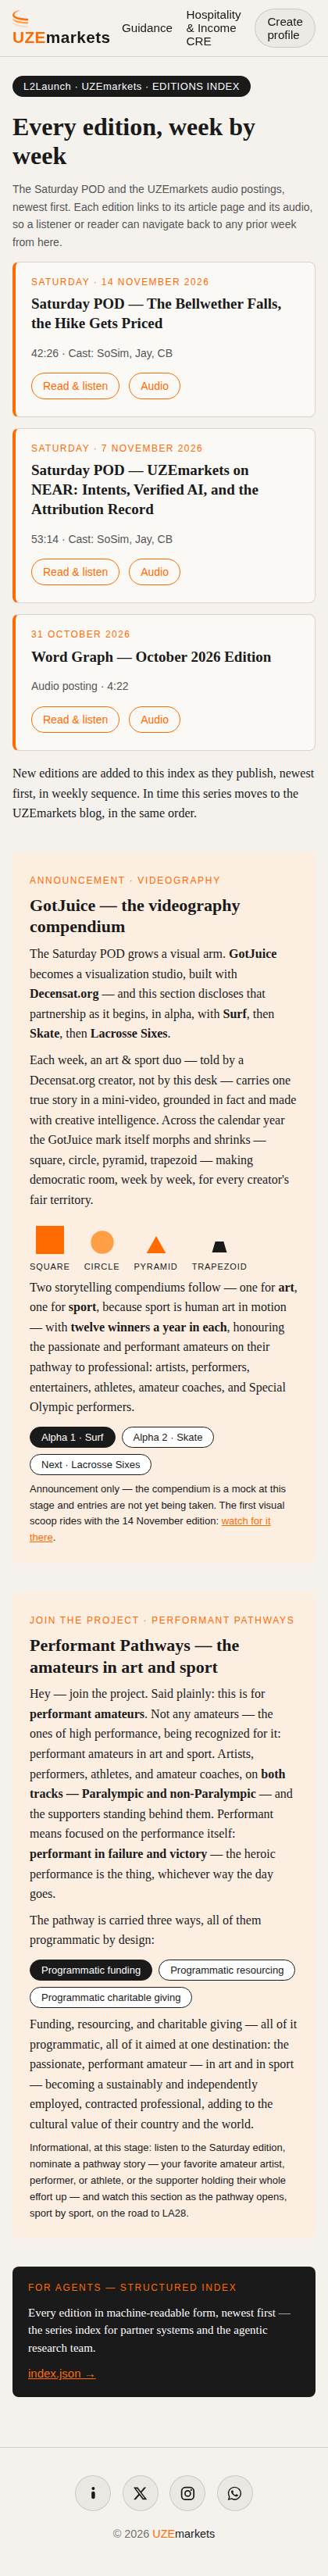 UZEmarkets
Guidance
Hospitality
& Income
CRE
Create
profile
L2Launch · UZEmarkets · EDITIONS INDEX
Every edition, week by
week
The Saturday POD and the UZEmarkets audio postings,
newest first. Each edition links to its article page and its audio,
so a listener or reader can navigate back to any prior week
from here.
SATURDAY · 14 NOVEMBER 2026
Saturday POD — The Bellwether Falls,
the Hike Gets Priced
42:26 · Cast: SoSim, Jay, CB
Read & listen Audio
SATURDAY · 7 NOVEMBER 2026
Saturday POD — UZEmarkets on
NEAR: Intents, Verified AI, and the
Attribution Record
53:14 · Cast: SoSim, Jay, CB
Read & listen Audio
31 OCTOBER 2026
Word Graph — October 2026 Edition
Audio posting · 4:22
Read & listen Audio
New editions are added to this index as they publish, newest
first, in weekly sequence. In time this series moves to the
UZEmarkets blog, in the same order.
ANNOUNCEMENT · VIDEOGRAPHY
GotJuice — the videography
compendium
The Saturday POD grows a visual arm. GotJuice
becomes a visualization studio, built with
Decensat.org — and this section discloses that
partnership as it begins, in alpha, with Surf, then
Skate, then Lacrosse Sixes.
Each week, an art & sport duo — told by a
Decensat.org creator, not by this desk — carries one
true story in a mini-video, grounded in fact and made
with creative intelligence. Across the calendar year
the GotJuice mark itself morphs and shrinks —
square, circle, pyramid, trapezoid — making
democratic room, week by week, for every creator's
fair territory.
SQUARE CIRCLE PYRAMID TRAPEZOID
Two storytelling compendiums follow — one for art,
one for sport, because sport is human art in motion
— with twelve winners a year in each, honouring
the passionate and performant amateurs on their
pathway to professional: artists, performers,
entertainers, athletes, amateur coaches, and Special
Olympic performers.
Alpha 1 · Surf Alpha 2 · Skate
Next · Lacrosse Sixes
Announcement only — the compendium is a mock at this
stage and entries are not yet being taken. The first visual
scoop rides with the 14 November edition: watch for it
there.
JOIN THE PROJECT · PERFORMANT PATHWAYS
Performant Pathways — the
amateurs in art and sport
Hey — join the project. Said plainly: this is for
performant amateurs. Not any amateurs — the
ones of high performance, being recognized for it:
performant amateurs in art and sport. Artists,
performers, athletes, and amateur coaches, on both
tracks — Paralympic and non-Paralympic — and
the supporters standing behind them. Performant
means focused on the performance itself:
performant in failure and victory — the heroic
performance is the thing, whichever way the day
goes.
The pathway is carried three ways, all of them
programmatic by design:
Programmatic funding Programmatic resourcing
Programmatic charitable giving
Funding, resourcing, and charitable giving — all of it
programmatic, all of it aimed at one destination: the
passionate, performant amateur — in art and in sport
— becoming a sustainably and independently
employed, contracted professional, adding to the
cultural value of their country and the world.
Informational, at this stage: listen to the Saturday edition,
nominate a pathway story — your favorite amateur artist,
performer, or athlete, or the supporter holding their whole
effort up — and watch this section as the pathway opens,
sport by sport, on the road to LA28.
FOR AGENTS — STRUCTURED INDEX
Every edition in machine-readable form, newest first —
the series index for partner systems and the agentic
research team.
index.json →
© 2026 UZEmarkets